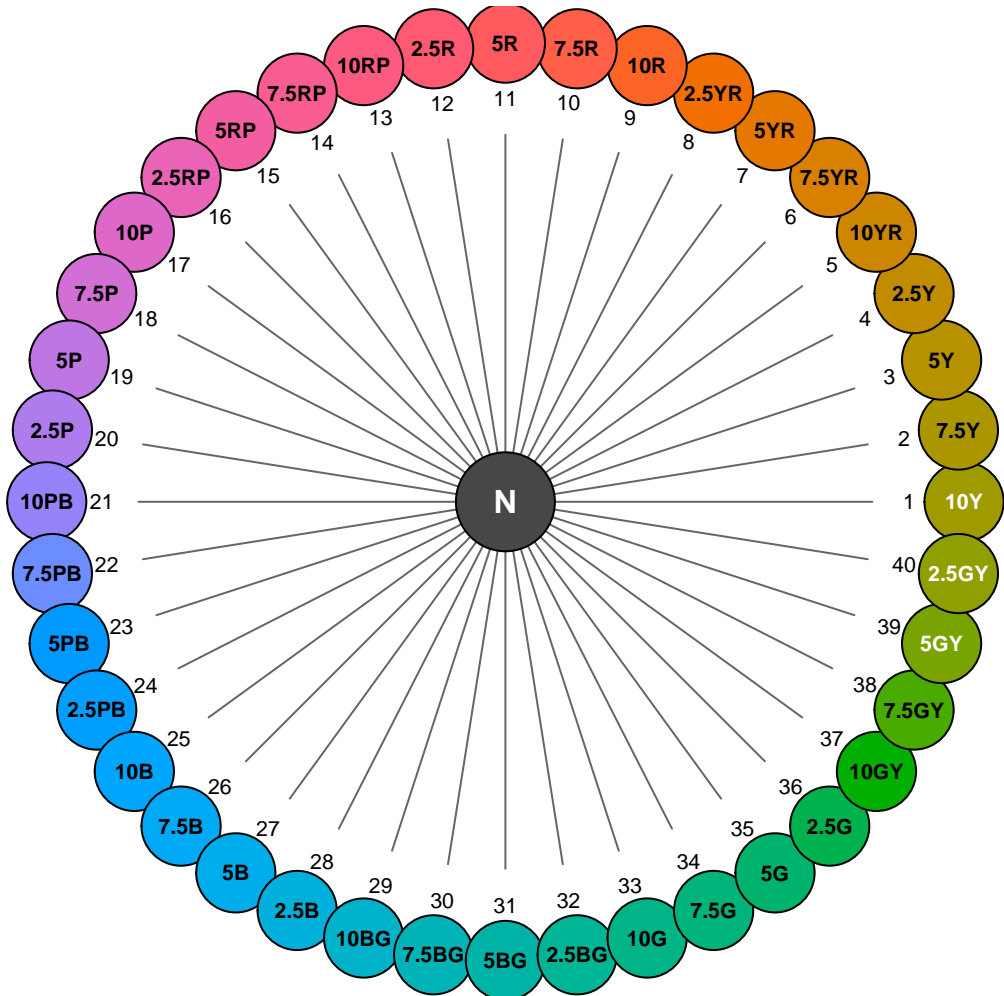 5R
7.5R
10R
2.5YR
5YR
7.5YR
10YR
2.5Y
5Y
7.5Y
10Y
2.5GY
5GY
7.5GY
10GY
2.5G
5G
7.5G
10G
2.5BG
5BG
7.5BG
10BG
2.5B
5B
7.5B
10B
2.5PB
5PB
7.5PB
10PB
2.5P
5P
7.5P
10P
2.5RP
5RP
7.5RP
10RP
2.5R
11
10
9
8
7
6
5
4
3
2
1
40
39
38
37
36
35
34
33
32
31
30
29
28
27
26
25
24
23
22
21
20
19
18
17
16
15
14
13
12
N